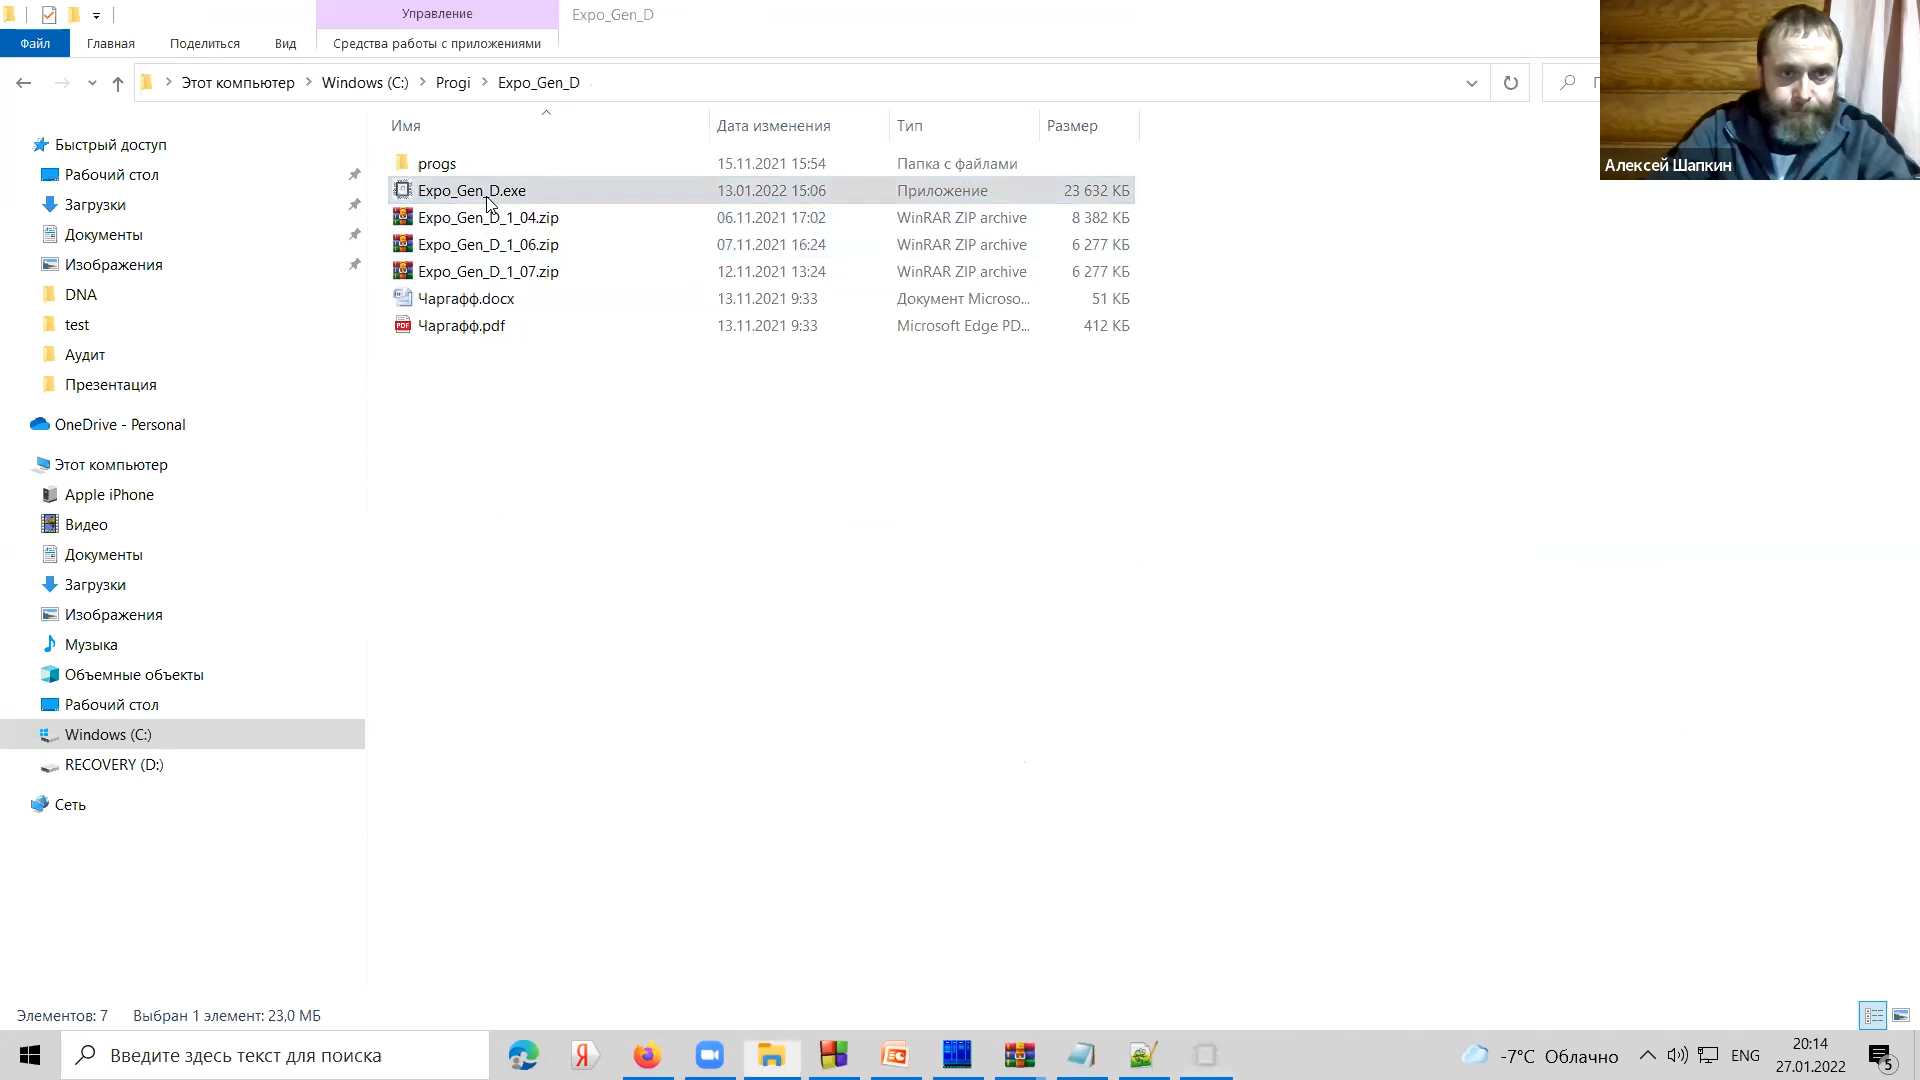 Управление
Expo_Gen_D
Файл
Главная
Поделиться
Вид
Средства работы с приложениями
Этот компьютер
Windows (C:)
Progi
Expo_Gen_D
Имя
Дата изменения
Тип
Размер
progs 15.11.2021 15:54 Папка с файлами
Expo_Gen_D.exe 13.01.2022 15:06 Приложение 23 632 КБ
Expo_Gen_D_1_04.zip 06.11.2021 17:02 WinRAR ZIP archive 8 382 КБ
Expo_Gen_D_1_06.zip 07.11.2021 16:24 WinRAR ZIP archive 6 277 КБ
Expo_Gen_D_1_07.zip 12.11.2021 13:24 WinRAR ZIP archive 6 277 КБ
Чаргафф.docx 13.11.2021 9:33 Документ Microso... 51 КБ
Чаргафф.pdf 13.11.2021 9:33 Microsoft Edge PD... 412 КБ
Быстрый доступ
Рабочий стол
Загрузки
Документы
Изображения
DNA
test
Аудит
Презентация
OneDrive - Personal
Этот компьютер
Apple iPhone
Видео
Документы
Загрузки
Изображения
Музыка
Объемные объекты
Рабочий стол
Windows (C:)
RECOVERY (D:)
Сеть
Алексей Шапкин
Элементов: 7
Выбран 1 элемент: 23,0 МБ
Введите здесь текст для поиска
-7°C Облачно
ENG
20:14
27.01.2022
5